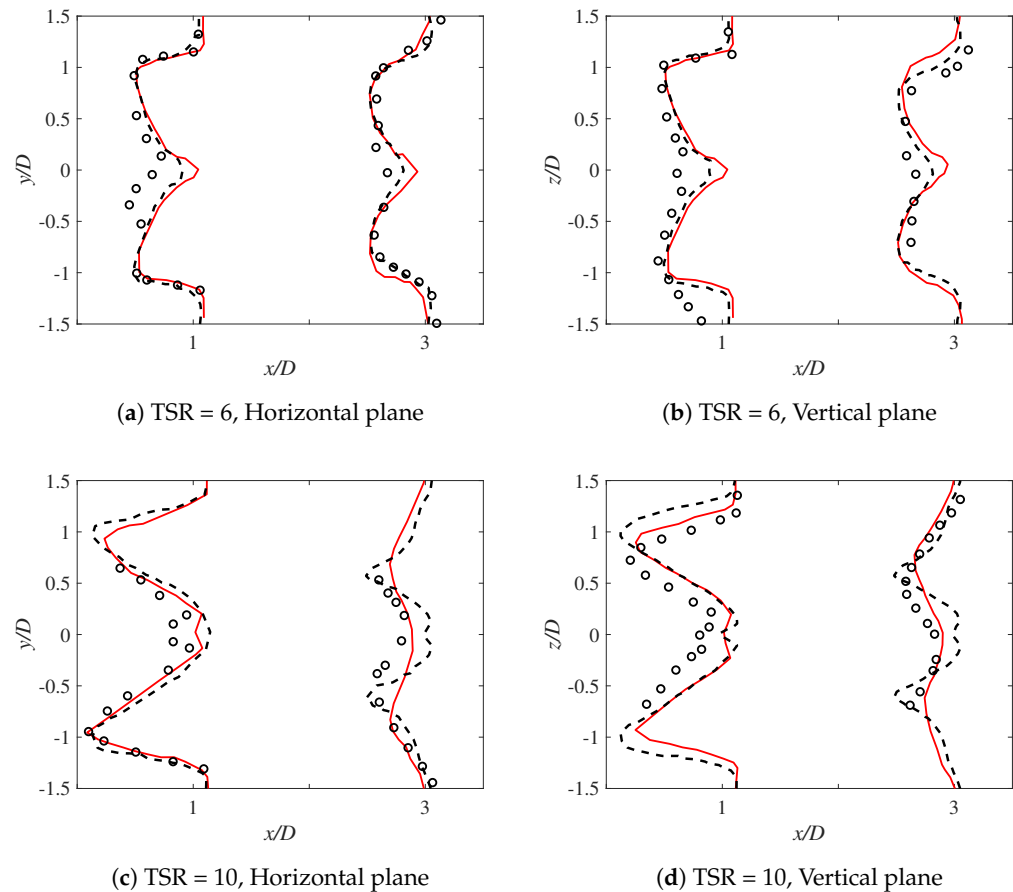 1.5
1
0.5
0
-0.5
-1
-1.5
y/D
1 3
x/D
(a) TSR = 6, Horizontal plane
1.5
1
0.5
0
-0.5
-1
-1.5
z/D
1 3
x/D
(b) TSR = 6, Vertical plane
1.5
1
0.5
0
-0.5
-1
-1.5
y/D
1 3
x/D
(c) TSR = 10, Horizontal plane
1.5
1
0.5
0
-0.5
-1
-1.5
z/D
1 3
x/D
(d) TSR = 10, Vertical plane